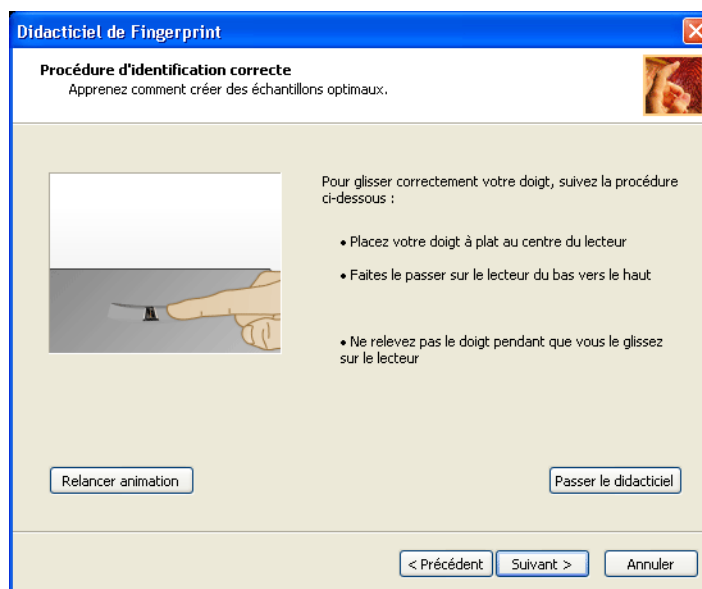 Didacticiel de Fingerprint
Procédure d'identification correcte
Apprenez comment créer des échantillons optimaux.
Pour glisser correctement votre doigt, suivez la procédure
ci-dessous :
• Placez votre doigt à plat au centre du lecteur
• Faites le passer sur le lecteur du bas vers le haut
• Ne relevez pas le doigt pendant que vous le glissez
sur le lecteur
Relancer animation
Passer le didacticiel
< Précédent
Suivant >
Annuler